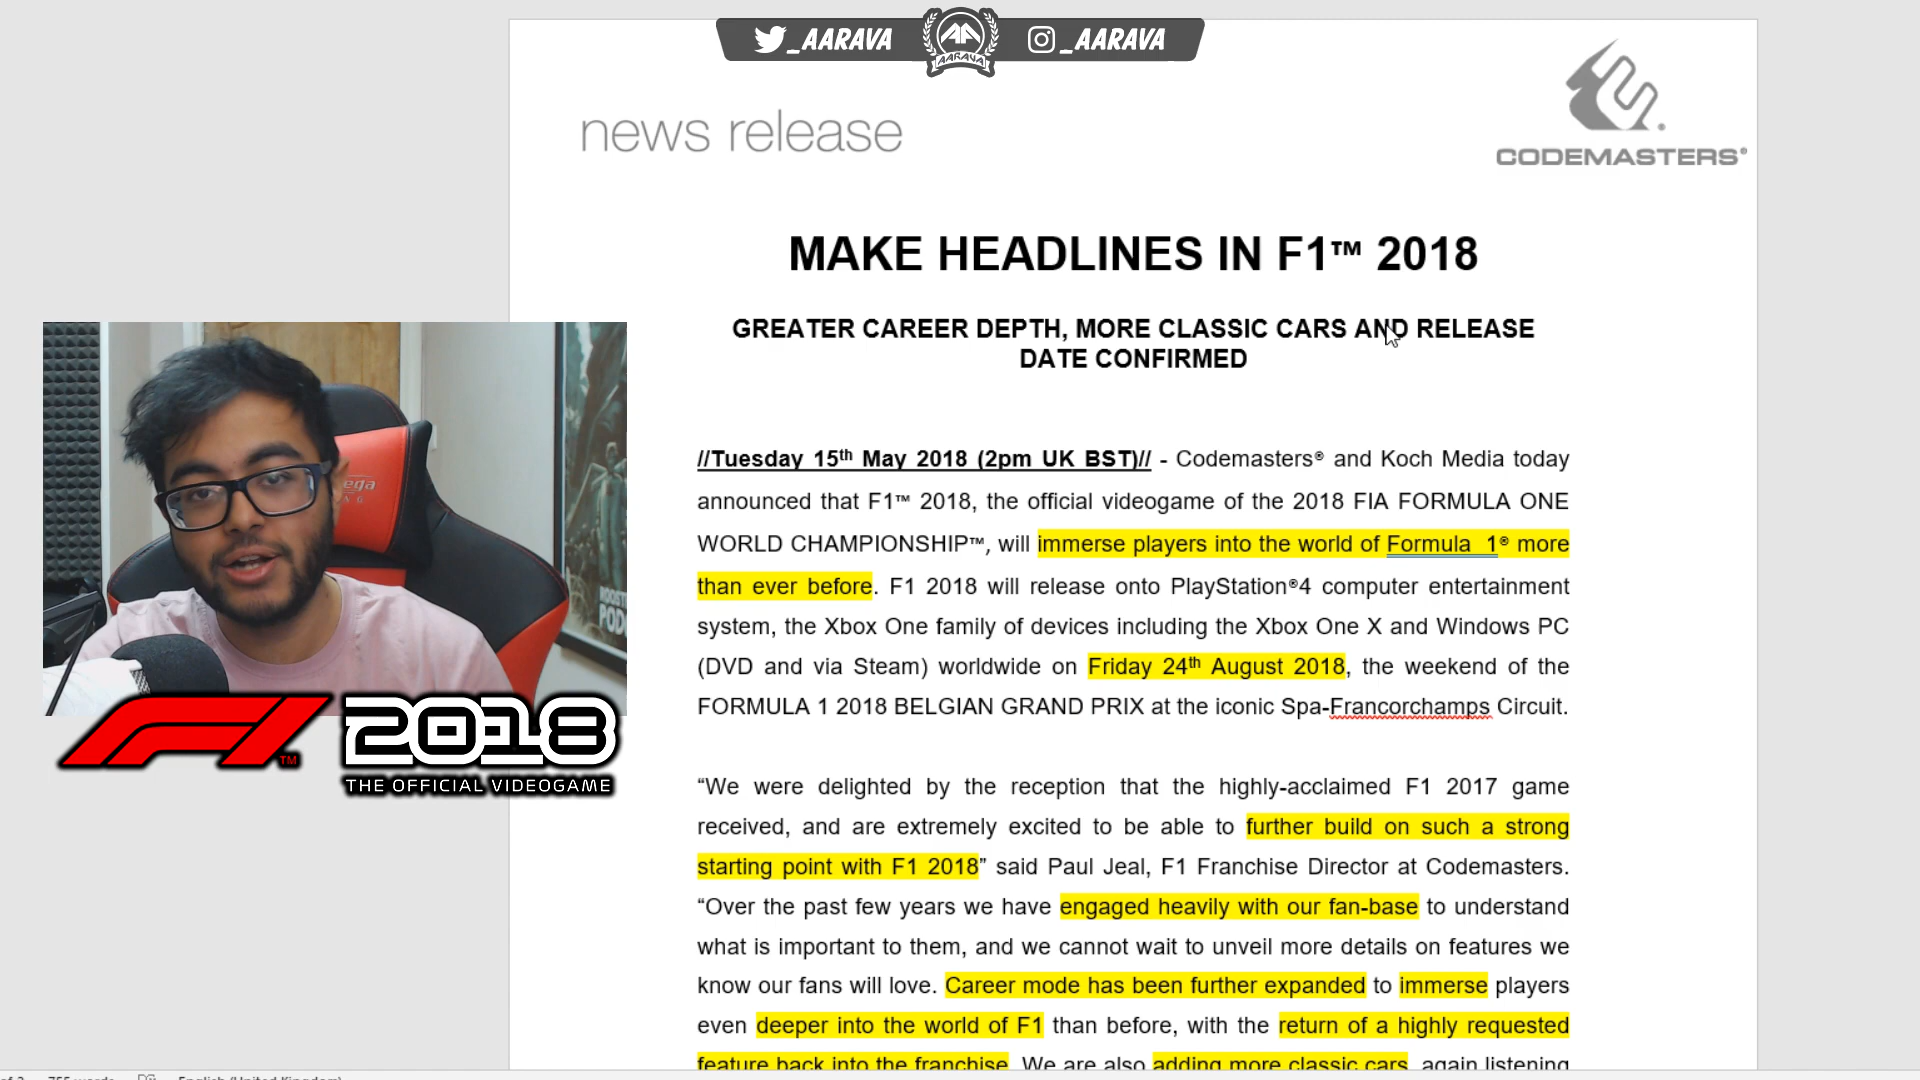 _AARAVA
AARAVA
_AARAVA
news release
CODEMASTERS®
MAKE HEADLINES IN F1™ 2018
GREATER CAREER DEPTH, MORE CLASSIC CARS AND RELEASE
DATE CONFIRMED
//Tuesday 15th May 2018 (2pm UK BST)// - Codemasters® and Koch Media today
announced that F1™ 2018, the official videogame of the 2018 FIA FORMULA ONE
WORLD CHAMPIONSHIP™, will immerse players into the world of Formula 1® more
than ever before. F1 2018 will release onto PlayStation®4 computer entertainment
system, the Xbox One family of devices including the Xbox One X and Windows PC
(DVD and via Steam) worldwide on Friday 24th August 2018, the weekend of the
FORMULA 1 2018 BELGIAN GRAND PRIX at the iconic Spa-Francorchamps Circuit.
“We were delighted by the reception that the highly-acclaimed F1 2017 game
received, and are extremely excited to be able to further build on such a strong
starting point with F1 2018” said Paul Jeal, F1 Franchise Director at Codemasters.
“Over the past few years we have engaged heavily with our fan-base to understand
what is important to them, and we cannot wait to unveil more details on features we
know our fans will love. Career mode has been further expanded to immerse players
even deeper into the world of F1 than before, with the return of a highly requested
feature back into the franchise. We are also adding more classic cars, again listening
F1™ 2018
THE OFFICIAL VIDEOGAME
755 words English (United Kingdom)